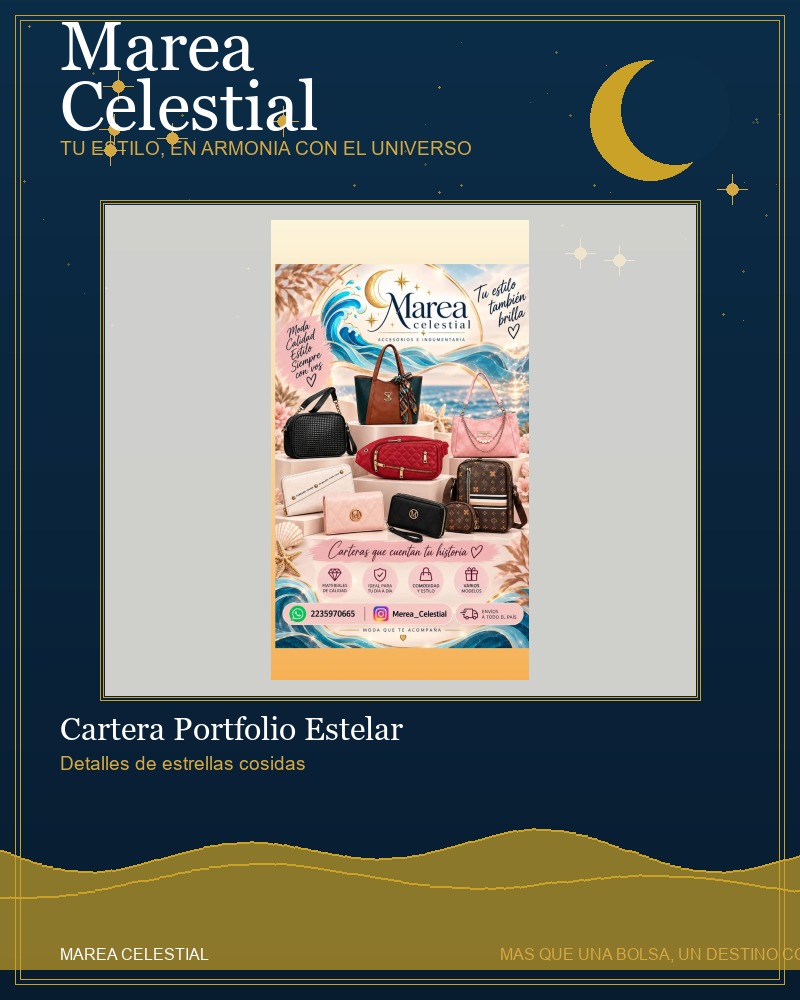 Marea
Celestial
TU ESTILO, EN ARMONIA CON EL UNIVERSO
Marea
celestial
ACCESORIOS E INDUMENTARIA
Tu estilo
también
brilla
Moda
Calidad
Estilo
Siempre
con vos
Carteras que cuentan tu historia
MATERIALES
DE CALIDAD
IDEAL PARA
TU DIA A DÍA
COMODIDAD
Y ESTILO
VARIOS
MODELOS
2235970665
Merea_Celestial
ENVÍOS
A TODO EL PAÍS
MODA QUE TE ACOMPAÑA
Cartera Portfolio Estelar
Detalles de estrellas cosidas
MAREA CELESTIAL
MAS QUE UNA BOLSA, UN DESTINO CO